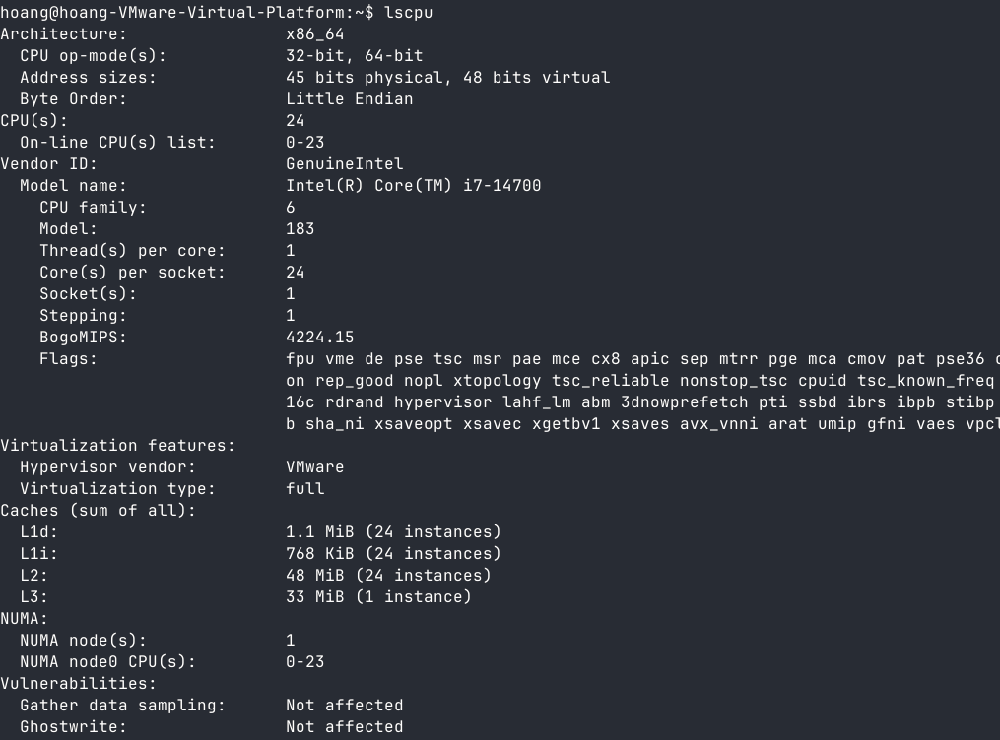 hoang@hoang-VMware-Virtual-Platform:~$ lscpu
Architecture:                x86_64
  CPU op-mode(s):            32-bit, 64-bit
  Address sizes:             45 bits physical, 48 bits virtual
  Byte Order:                Little Endian
CPU(s):                      24
  On-line CPU(s) list:       0-23
Vendor ID:                   GenuineIntel
  Model name:                Intel(R) Core(TM) i7-14700
    CPU family:              6
    Model:                   183
    Thread(s) per core:      1
    Core(s) per socket:      24
    Socket(s):               1
    Stepping:                1
    BogoMIPS:                4224.15
    Flags:                   fpu vme de pse tsc msr pae mce cx8 apic sep mtrr pge mca cmov pat pse36
                             on rep_good nopl xtopology tsc_reliable nonstop_tsc cpuid tsc_known_freq
                             16c rdrand hypervisor lahf_lm abm 3dnowprefetch pti ssbd ibrs ibpb stibp
                             b sha_ni xsaveopt xsavec xgetbv1 xsaves avx_vnni arat umip gfni vaes
Virtualization features:
  Hypervisor vendor:         VMware
  Virtualization type:       full
Caches (sum of all):
  L1d:                       1.1 MiB (24 instances)
  L1i:                       768 KiB (24 instances)
  L2:                        48 MiB (24 instances)
  L3:                        33 MiB (1 instance)
NUMA:
  NUMA node(s):              1
  NUMA node0 CPU(s):         0-23
Vulnerabilities:
  Gather data sampling:      Not affected
  Ghostwrite:                Not affected